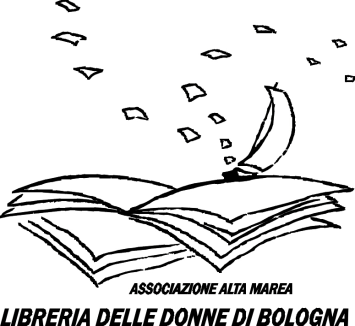 ASSOCIAZIONE ALTA MAREA
LIBRERIA DELLE DONNE DI BOLOGNA